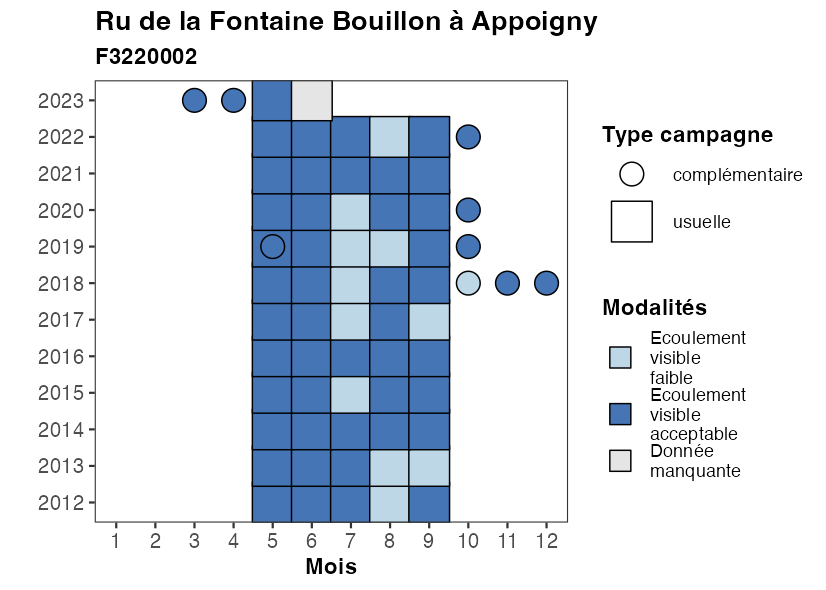 Ru de la Fontaine Bouillon à Appoigny
F3220002
2023
2022
2021
2020
2019
2018
2017
2016
2015
2014
2013
2012
1 2 3 4 5 6 7 8 9 10 11 12
Mois
Type campagne
complémentaire
usuelle
Modalités
Ecoulement
visible
faible
Ecoulement
visible
acceptable
Donnée
manquante